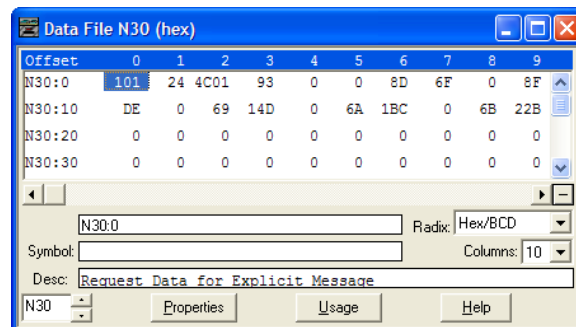 Data File N30 (hex)
Offset 0 1 2 3 4 5 6 7 8 9
N30:0 101 24 4C01 93 0 0 8D 6F 0 8F
N30:10 DE 0 69 14D 0 6A 1BC 0 6B 22B
N30:20 0 0 0 0 0 0 0 0 0 0
N30:30 0 0 0 0 0 0 0 0 0 0
N30:0 Radix: Hex/BCD
Symbol: Columns: 10
Desc: Request Data for Explicit Message
N30 Properties Usage Help